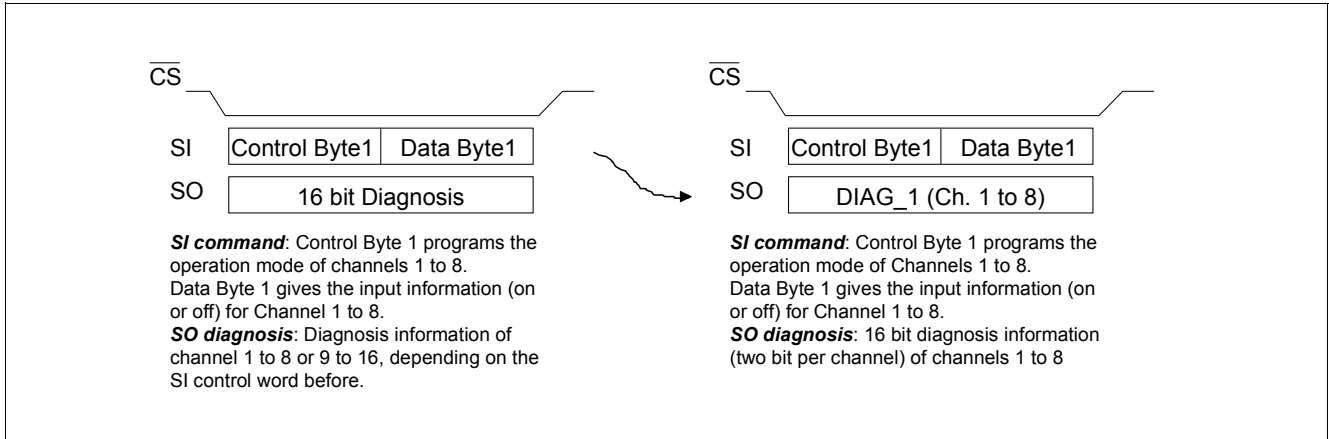 CS
SI Control Byte1 Data Byte1
SO 16 bit Diagnosis
SI command: Control Byte 1 programs the
operation mode of channels 1 to 8.
Data Byte 1 gives the input information (on
or off) for Channel 1 to 8.
SO diagnosis: Diagnosis information of
channel 1 to 8 or 9 to 16, depending on the
SI control word before.
CS
SI Control Byte1 Data Byte1
SO DIAG_1 (Ch. 1 to 8)
SI command: Control Byte 1 programs the
operation mode of Channels 1 to 8.
Data Byte 1 gives the input information (on
or off) for Channel 1 to 8.
SO diagnosis: 16 bit diagnosis information
(two bit per channel) of channels 1 to 8